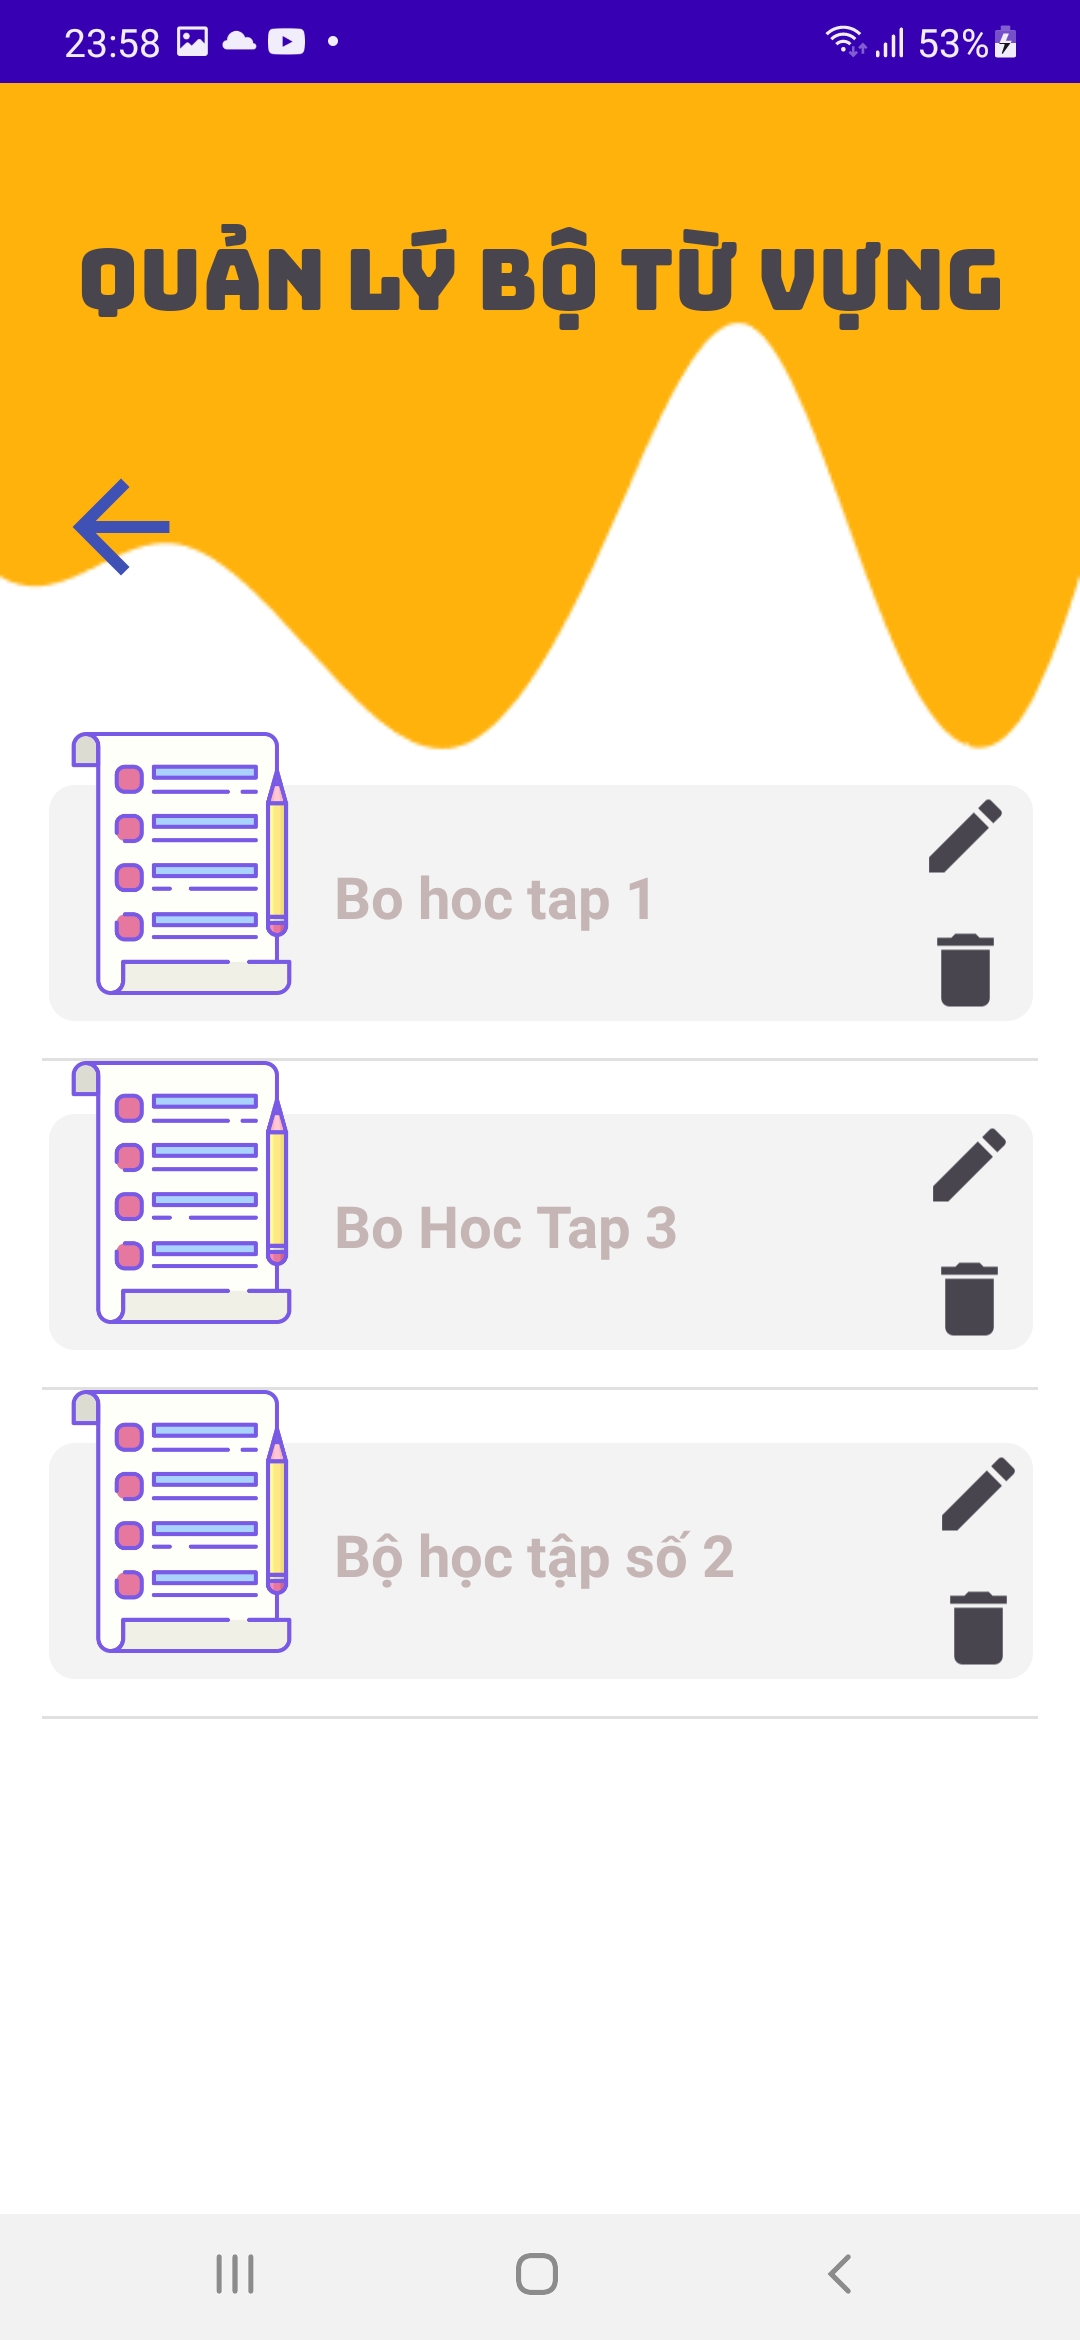 23:58
53%
QUẢN LÝ BỘ TỪ VỰNG
Bo hoc tap 1
Bo Hoc Tap 3
Bộ học tập số 2